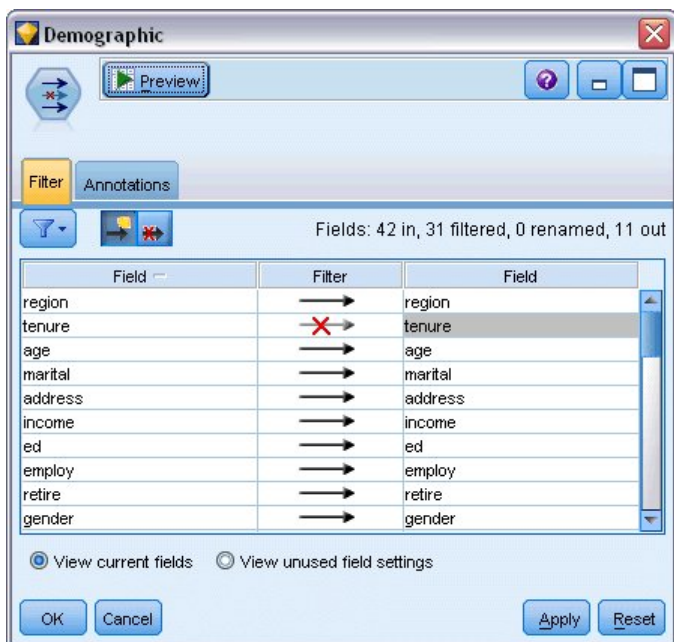 Demographic
Preview
Filter Annotations
Fields: 42 in, 31 filtered, 0 renamed, 11 out
Field Filter Field
region region
tenure tenure
age age
marital marital
address address
income income
ed ed
employ employ
retire retire
gender gender
View current fields View unused field settings
OK Cancel Apply Reset